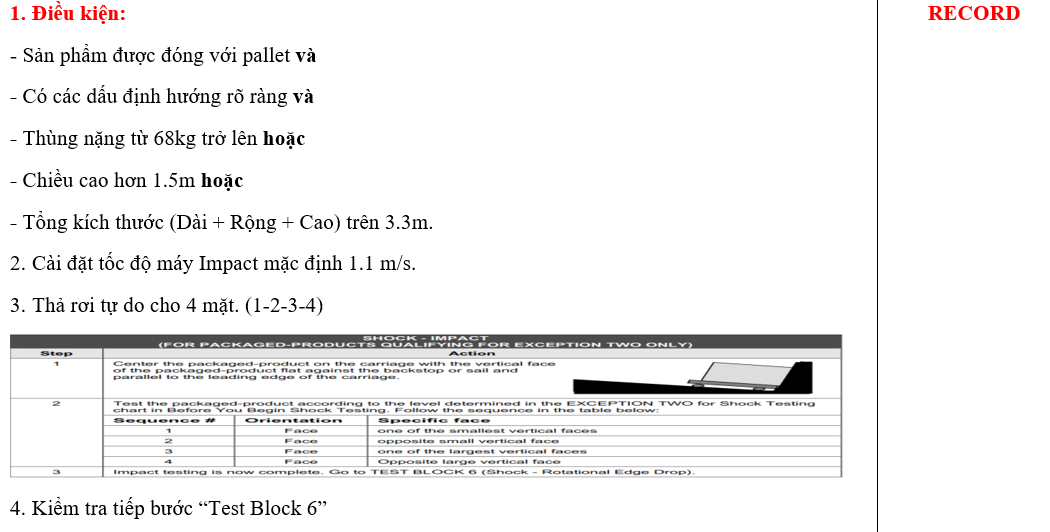 1. Điều kiện:
RECORD
- Sản phẩm được đóng với pallet và
- Có các dấu định hướng rõ ràng và
- Thùng nặng từ 68kg trở lên hoặc
- Chiều cao hơn 1.5m hoặc
- Tổng kích thước (Dài + Rộng + Cao) trên 3.3m.
2. Cài đặt tốc độ máy Impact mặc định 1.1 m/s.
3. Thả rơi tự do cho 4 mặt. (1-2-3-4)
SHOCK - IMPACT
(FOR PACKAGED-PRODUCTS QUALIFYING FOR EXCEPTION TWO ONLY)
Step Action
1 Center the packaged-product on the carriage with the vertical face
of the packaged-product flat against the backstop or sail and
parallel to the leading edge of the carriage.
2 Test the packaged-product according to the level determined in the EXCEPTION TWO for Shock Testing
chart in Before You Begin Shock Testing. Follow the sequence in the table below:
Sequence # Orientation Specific face
1 Face one of the smallest vertical faces
2 Face opposite small vertical face
3 Face one of the largest vertical faces
4 Face Opposite large vertical face
3 Impact testing is now complete. Go to TEST BLOCK 6 (Shock - Rotational Edge Drop).
4. Kiểm tra tiếp bước “Test Block 6”